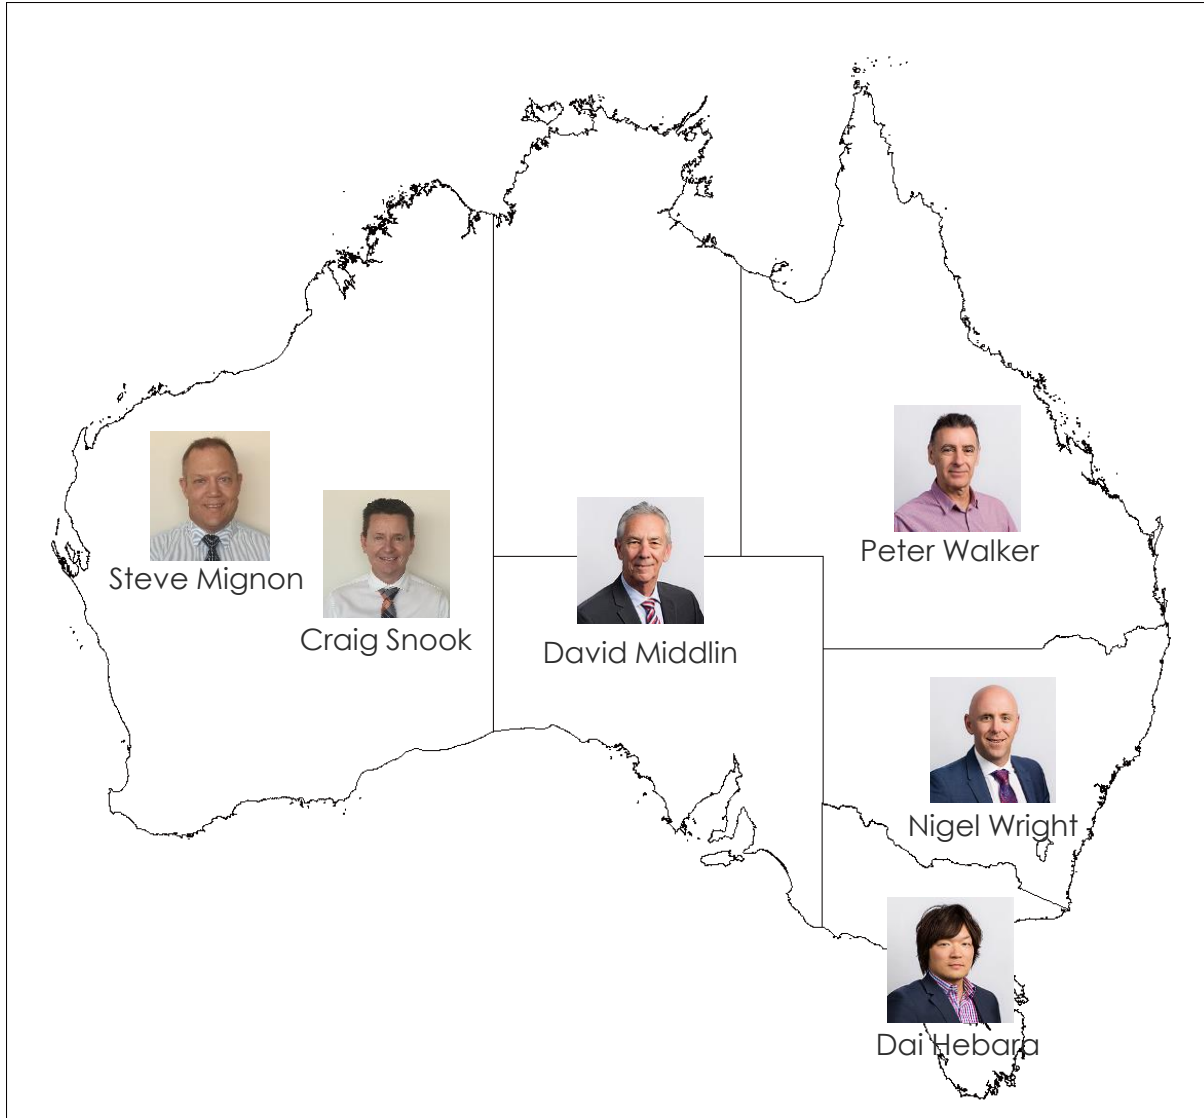 Peter Walker
Steve Mignon
Craig Snook
David Middlin
Nigel Wright
Dai Hebara